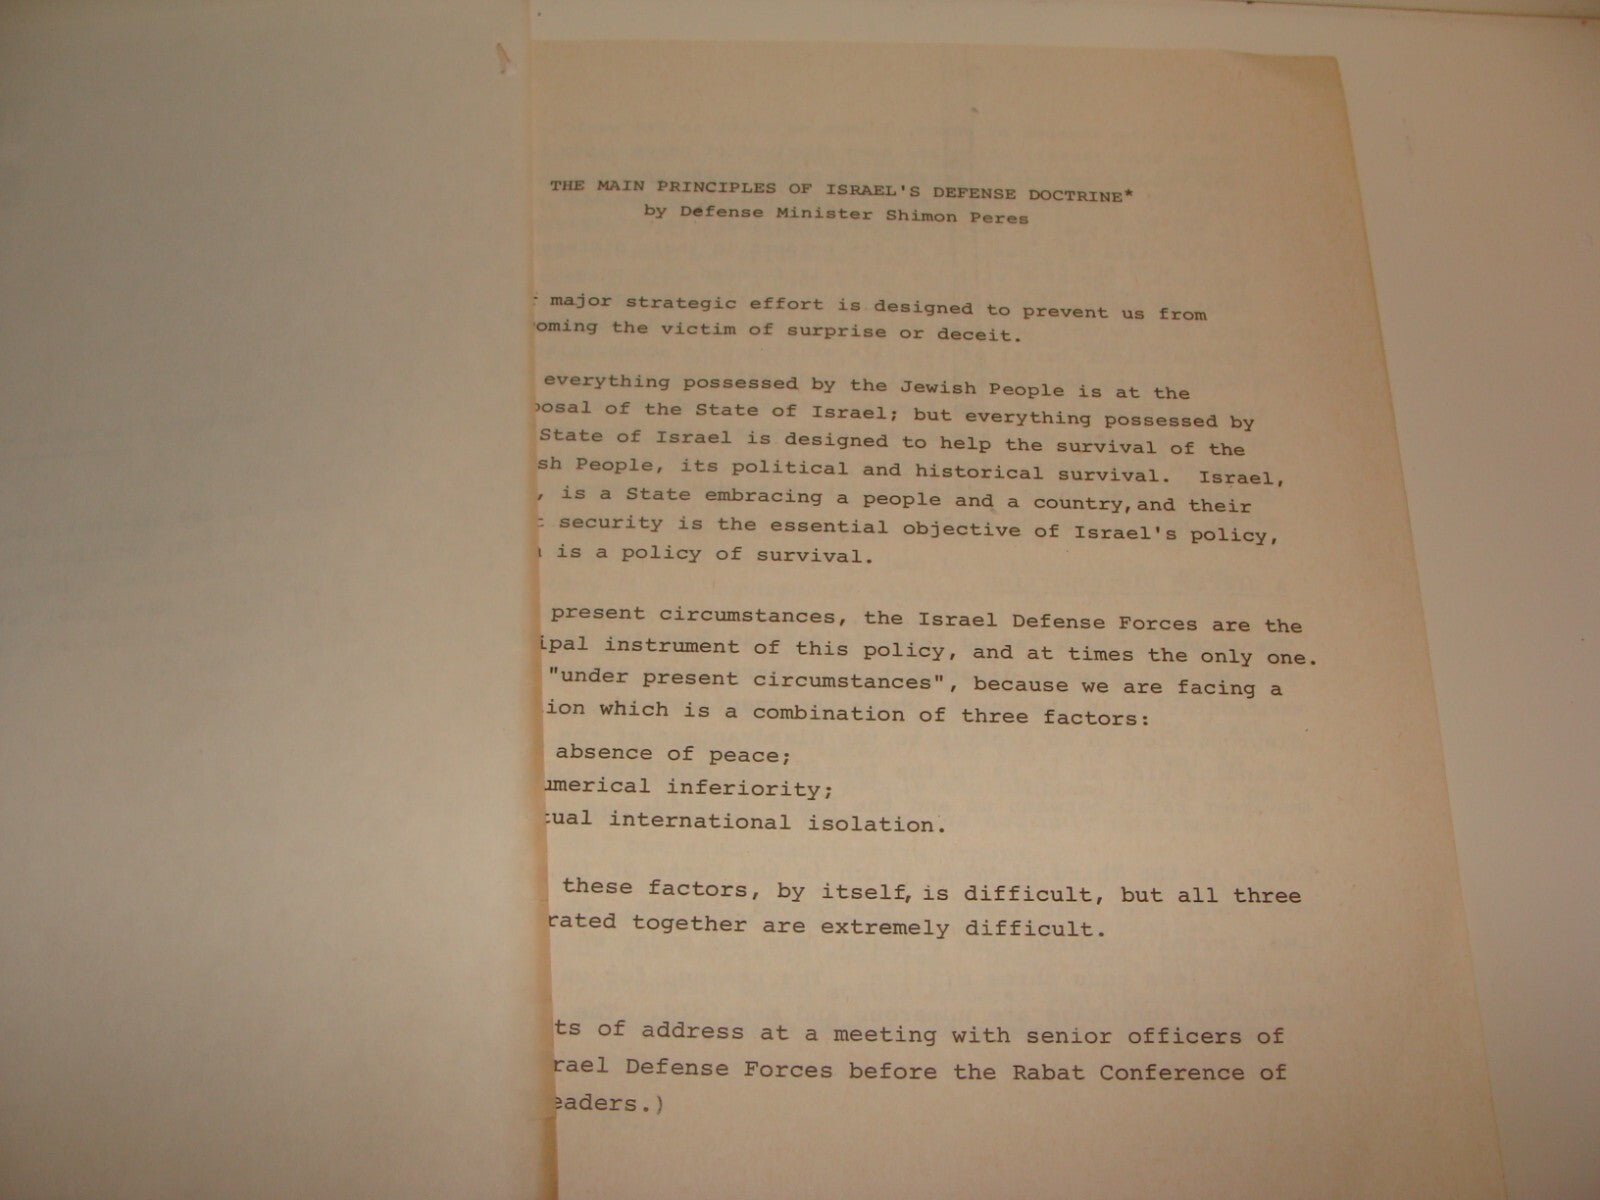 THE MAIN PRINCIPLES OF ISRAEL'S DEFENSE DOCTRINE*
by Defense Minister Shimon Peres
major strategic effort is designed to prevent us from
oming the victim of surprise or deceit.
everything possessed by the Jewish People is at the
posal of the State of Israel; but everything possessed by
State of Israel is designed to help the survival of the
sh People, its political and historical survival. Israel,
, is a State embracing a people and a country, and their
security is the essential objective of Israel's policy,
is a policy of survival.
present circumstances, the Israel Defense Forces are the
ipal instrument of this policy, and at times the only one.
"under present circumstances", because we are facing a
ion which is a combination of three factors:
absence of peace;
umerical inferiority;
tual international isolation.
these factors, by itself, is difficult, but all three
rated together are extremely difficult.
ts of address at a meeting with senior officers of
rael Defense Forces before the Rabat Conference of
eaders.)